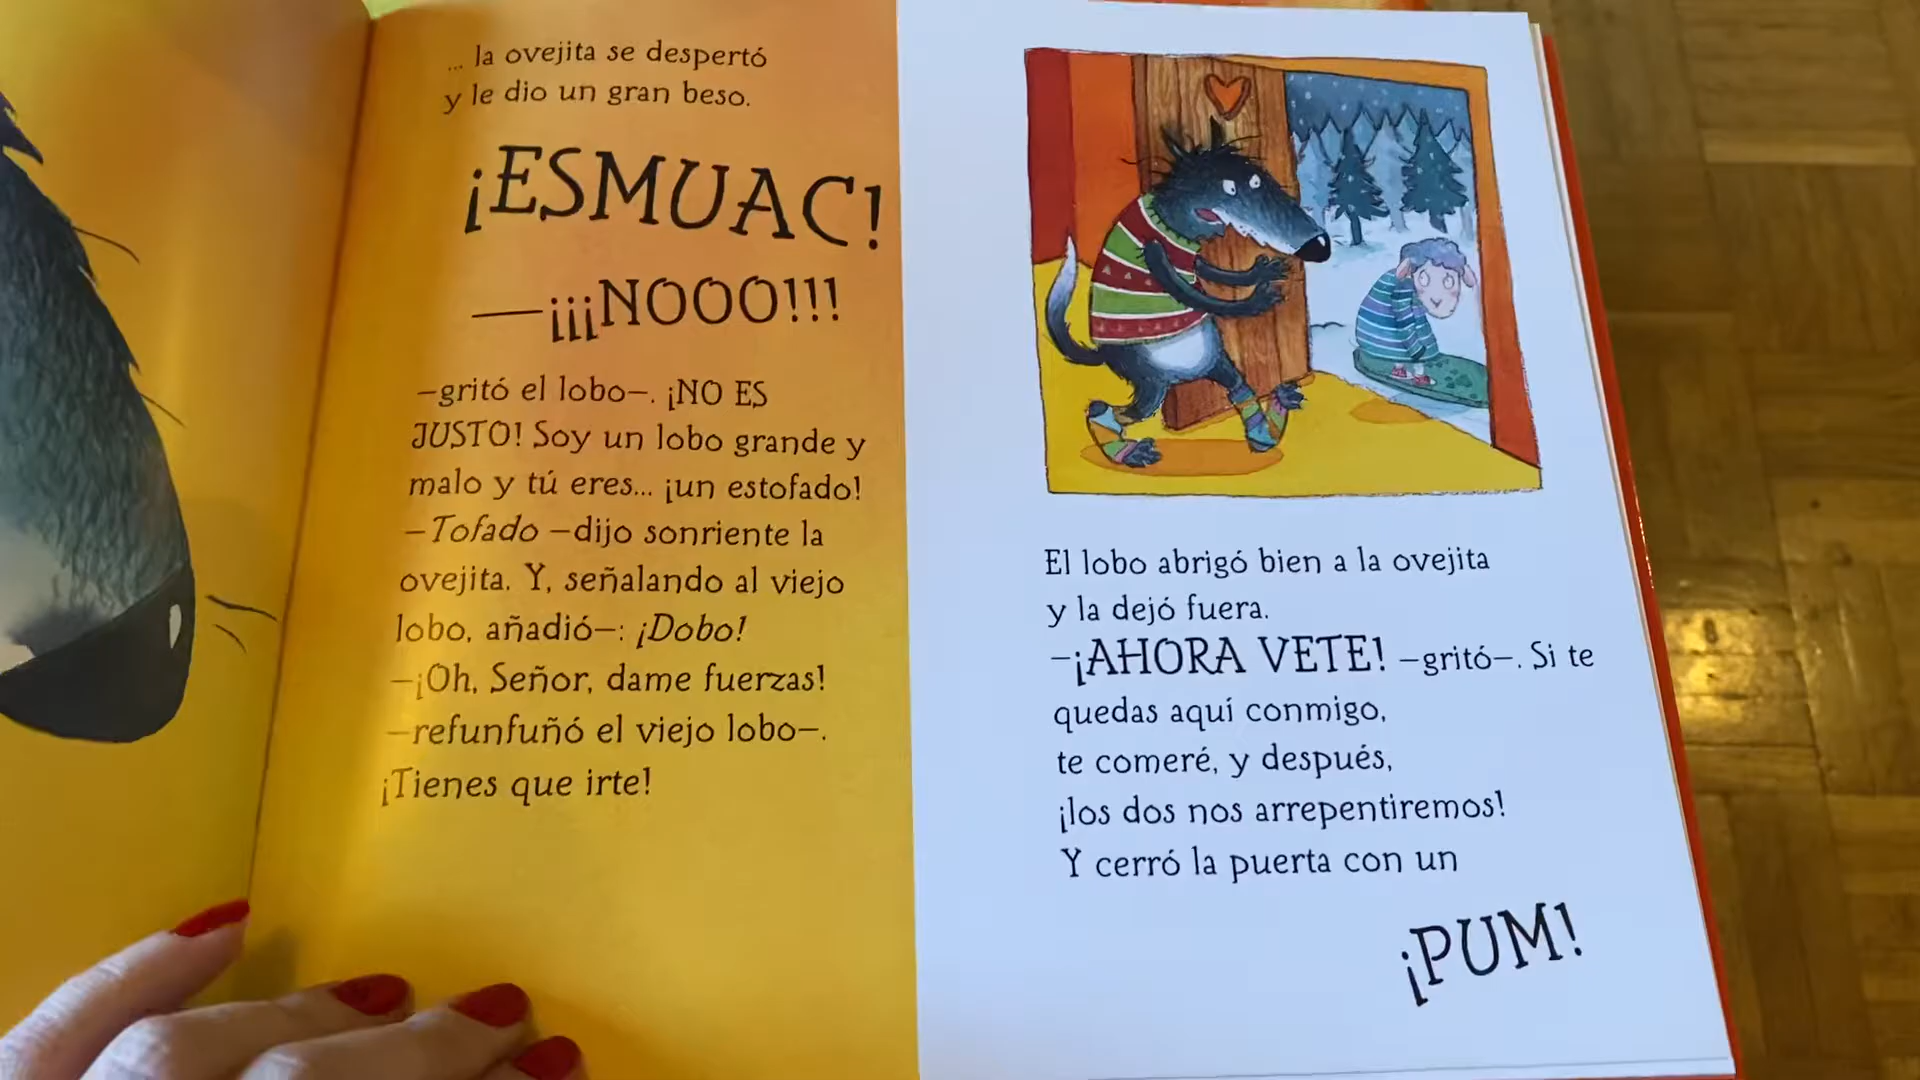 ... la ovejita se despertó
y le dio un gran beso.
¡ESMUAC!
—¡¡¡NOOO!!!
—gritó el lobo—. ¡NO ES
JUSTO! Soy un lobo grande y
malo y tú eres... ¡un estofado!
—Tofado —dijo sonriente la
ovejita. Y, señalando al viejo
lobo, añadió—: ¡Dobo!
—¡Oh, Señor, dame fuerzas!
—refunfuñó el viejo lobo—.
¡Tienes que irte!
El lobo abrigó bien a la ovejita
y la dejó fuera.
—¡AHORA VETE! —gritó—. Si te
quedas aquí conmigo,
te comeré, y después,
¡los dos nos arrepentiremos!
Y cerró la puerta con un
¡PUM!